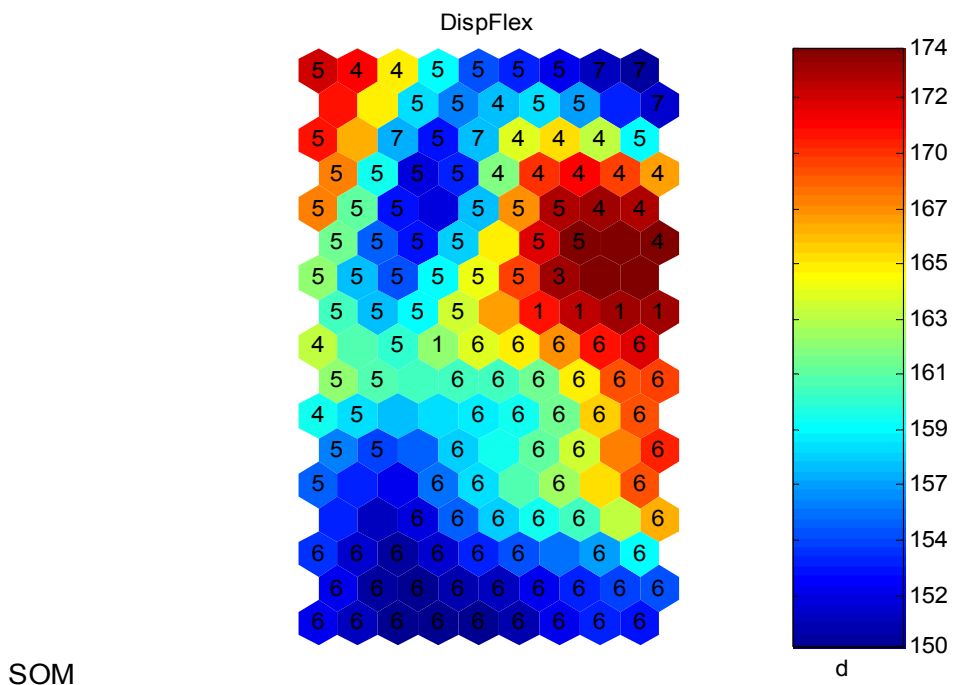 DispFlex
5 4 4 5 5 5 5 7 7
5 5 4 5 5 7
5 7 5 7 4 4 4 5
5 5 5 5 4 4 4 4 4
5 5 5 5 5 5 4 4
5 5 5 5 5 5 4
5 5 5 5 5 5 3
5 5 5 5 1 1 1 1
4 5 1 6 6 6 6 6
5 5 6 6 6 6 6 6
4 5 6 6 6 6 6
5 5 6 6 6 6
5 6 6 6 6
6 6 6 6 6 6
6 6 6 6 6 6 6 6
6 6 6 6 6 6 6 6 6
6 6 6 6 6 6 6 6 6
174
172
170
167
165
163
161
159
157
154
152
150
d
SOM